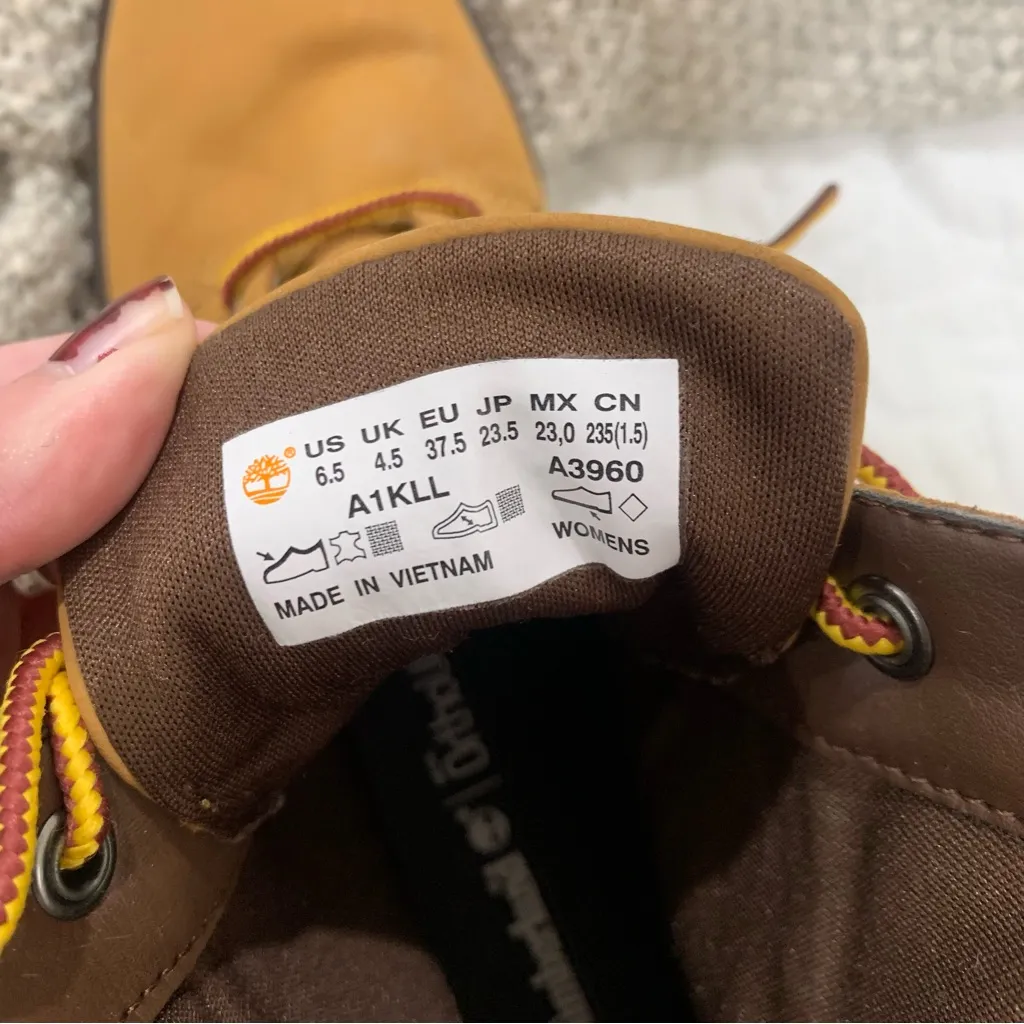 US UK EU JP MX CN
6.5 4.5 37.5 23.5 23,0 235(1.5)
A1KLL A3960
WOMENS
MADE IN VIETNAM
Timberland